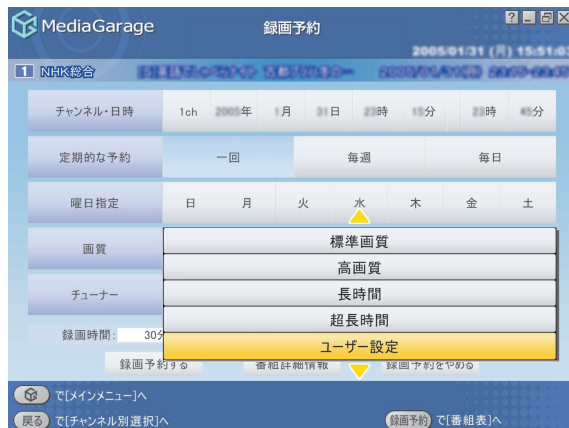 MediaGarage
録画予約
2005/01/31 (月) 15:51:03
1 NHK総合
チャンネル・日時 1ch 2005年 1月 31日 23時 15分 23時 45分
定期的な予約 一回 毎週 毎日
曜日指定 日 月 火 水 木 金 土
画質
標準画質
高画質
長時間
チューナー
超長時間
ユーザー設定
録画時間: 30分
録画予約する 番組詳細情報 録画予約をやめる
で[メインメニュー]へ
戻る で[チャンネル別選択]へ
録画予約 で[番組表]へ